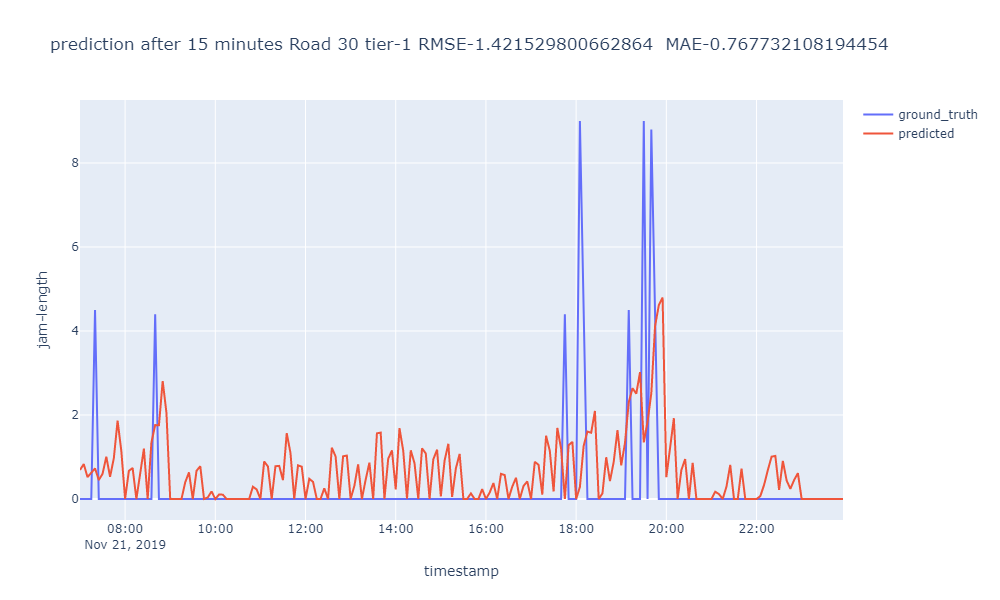 prediction after 15 minutes Road 30 tier-1 RMSE-1.421529800662864  MAE-0.767732108194454
ground_truth
predicted
8
6
4
2
0
jam-length
08:00 10:00 12:00 14:00 16:00 18:00 20:00 22:00
Nov 21, 2019
timestamp